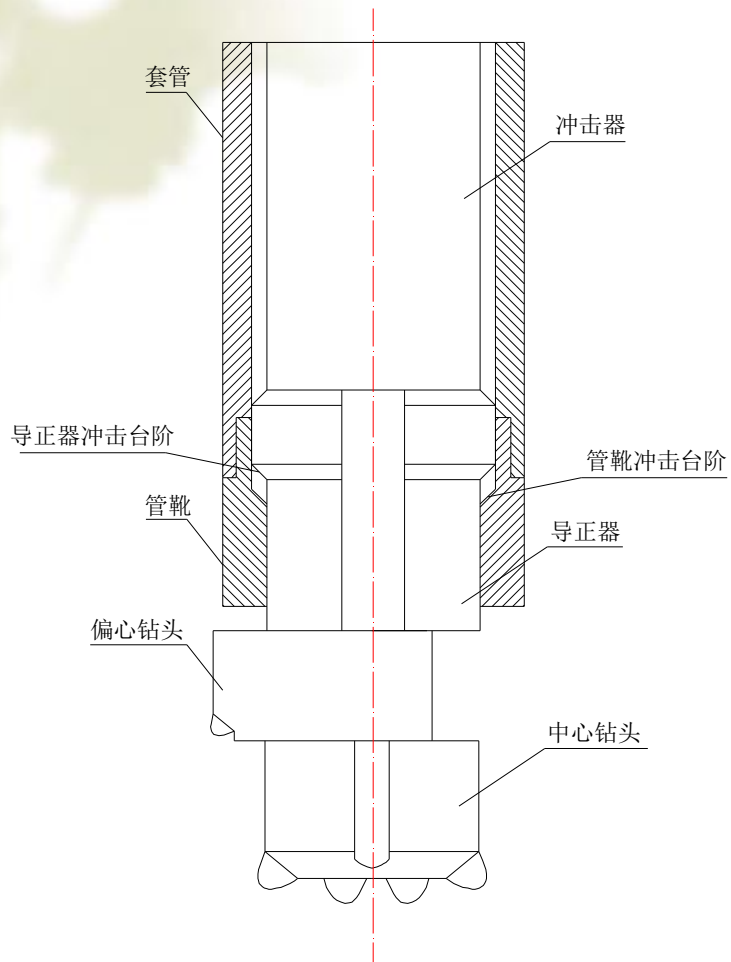 套管
冲击器
导正器冲击台阶
管靴冲击台阶
管靴
导正器
偏心钻头
中心钻头